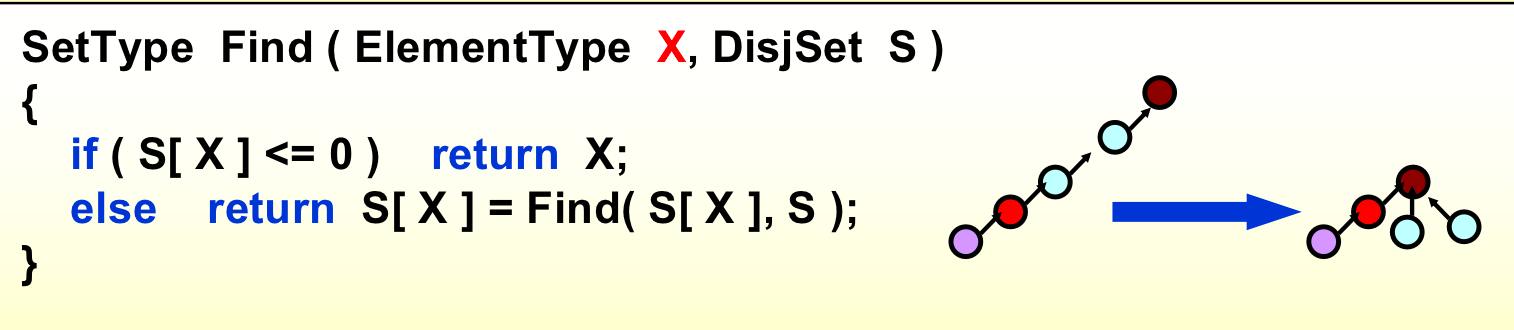 SetType Find ( ElementType X, DisjSet S )
{
if ( S[ X ] <= 0 ) return X;
else return S[ X ] = Find( S[ X ], S );
}